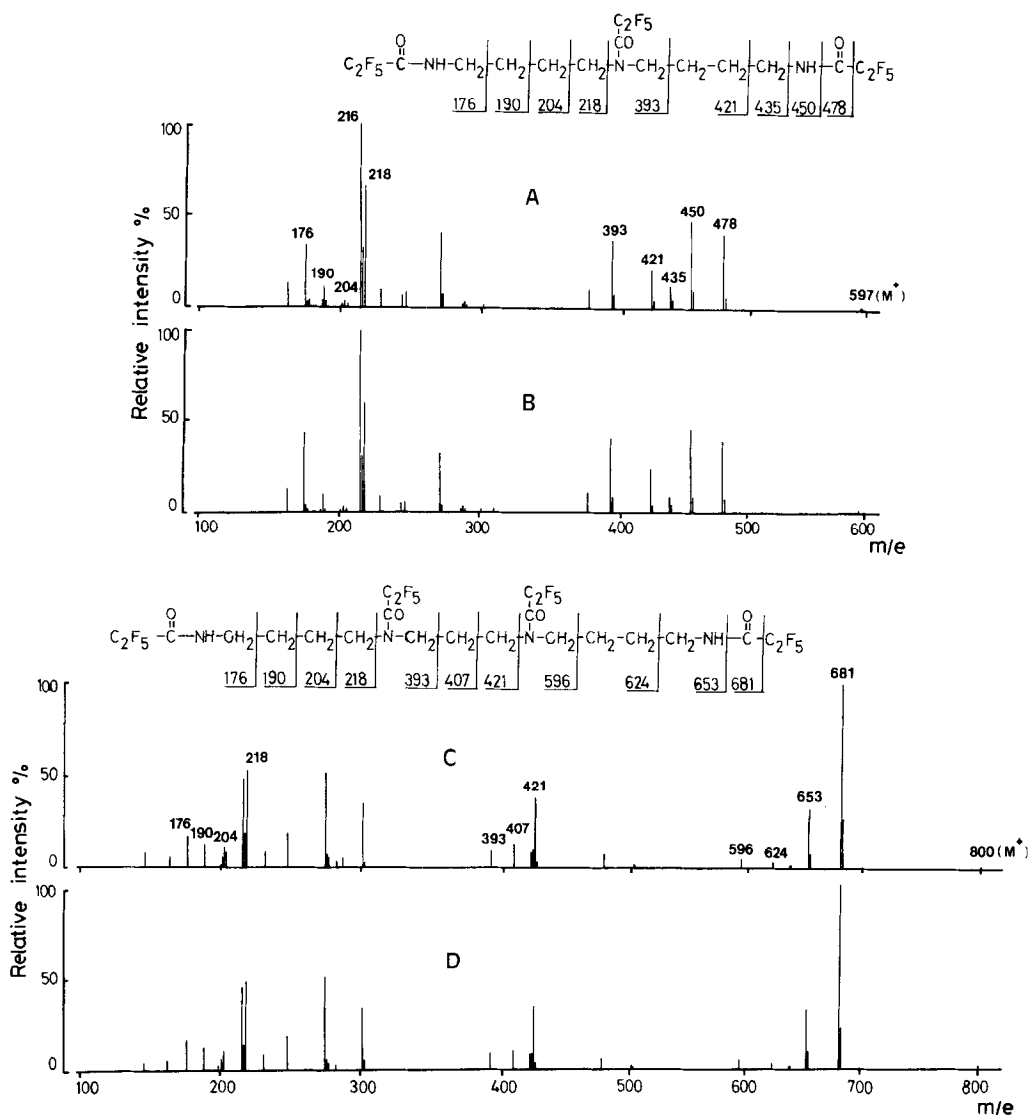 C₂F₅
O CO O
C₂F₅-C-NH-CH₂-CH₂-CH₂-CH₂-N-CH₂-CH₂-CH₂-CH₂-NH-C-C₂F₅
176 190 204 218 393 421 435 450 478
Relative intensity %
100
50
0
216
218
176
190
204
A
393
421
435
450
478
597(M⁺)
100
50
0
B
100 200 300 400 500 600
m/e
C₂F₅ C₂F₅
O CO CO O
C₂F₅-C-NH-CH₂-CH₂-CH₂-CH₂-N-CH₂-CH₂-CH₂-N-CH₂-CH₂-CH₂-CH₂-NH-C-C₂F₅
176 190 204 218 393 407 421 596 624 653 681
Relative intensity %
100
50
0
176
190
204
218
C
393
407
421
596
624
653
681
800(M⁺)
100
50
0
D
100 200 300 400 500 600 700 800
m/e